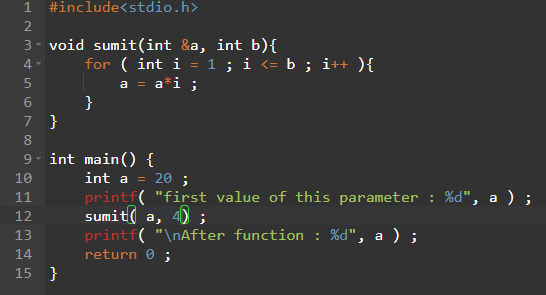 1 #include<stdio.h>
2
3 void sumit(int &a, int b){
4     for ( int i = 1 ; i <= b ; i++ ){
5         a = a*i ;
6     }
7 }
8
9 int main() {
10     int a = 20 ;
11     printf( "first value of this parameter : %d", a ) ;
12     sumit( a, 4) ;
13     printf( "\nAfter function : %d", a ) ;
14     return 0 ;
15 }